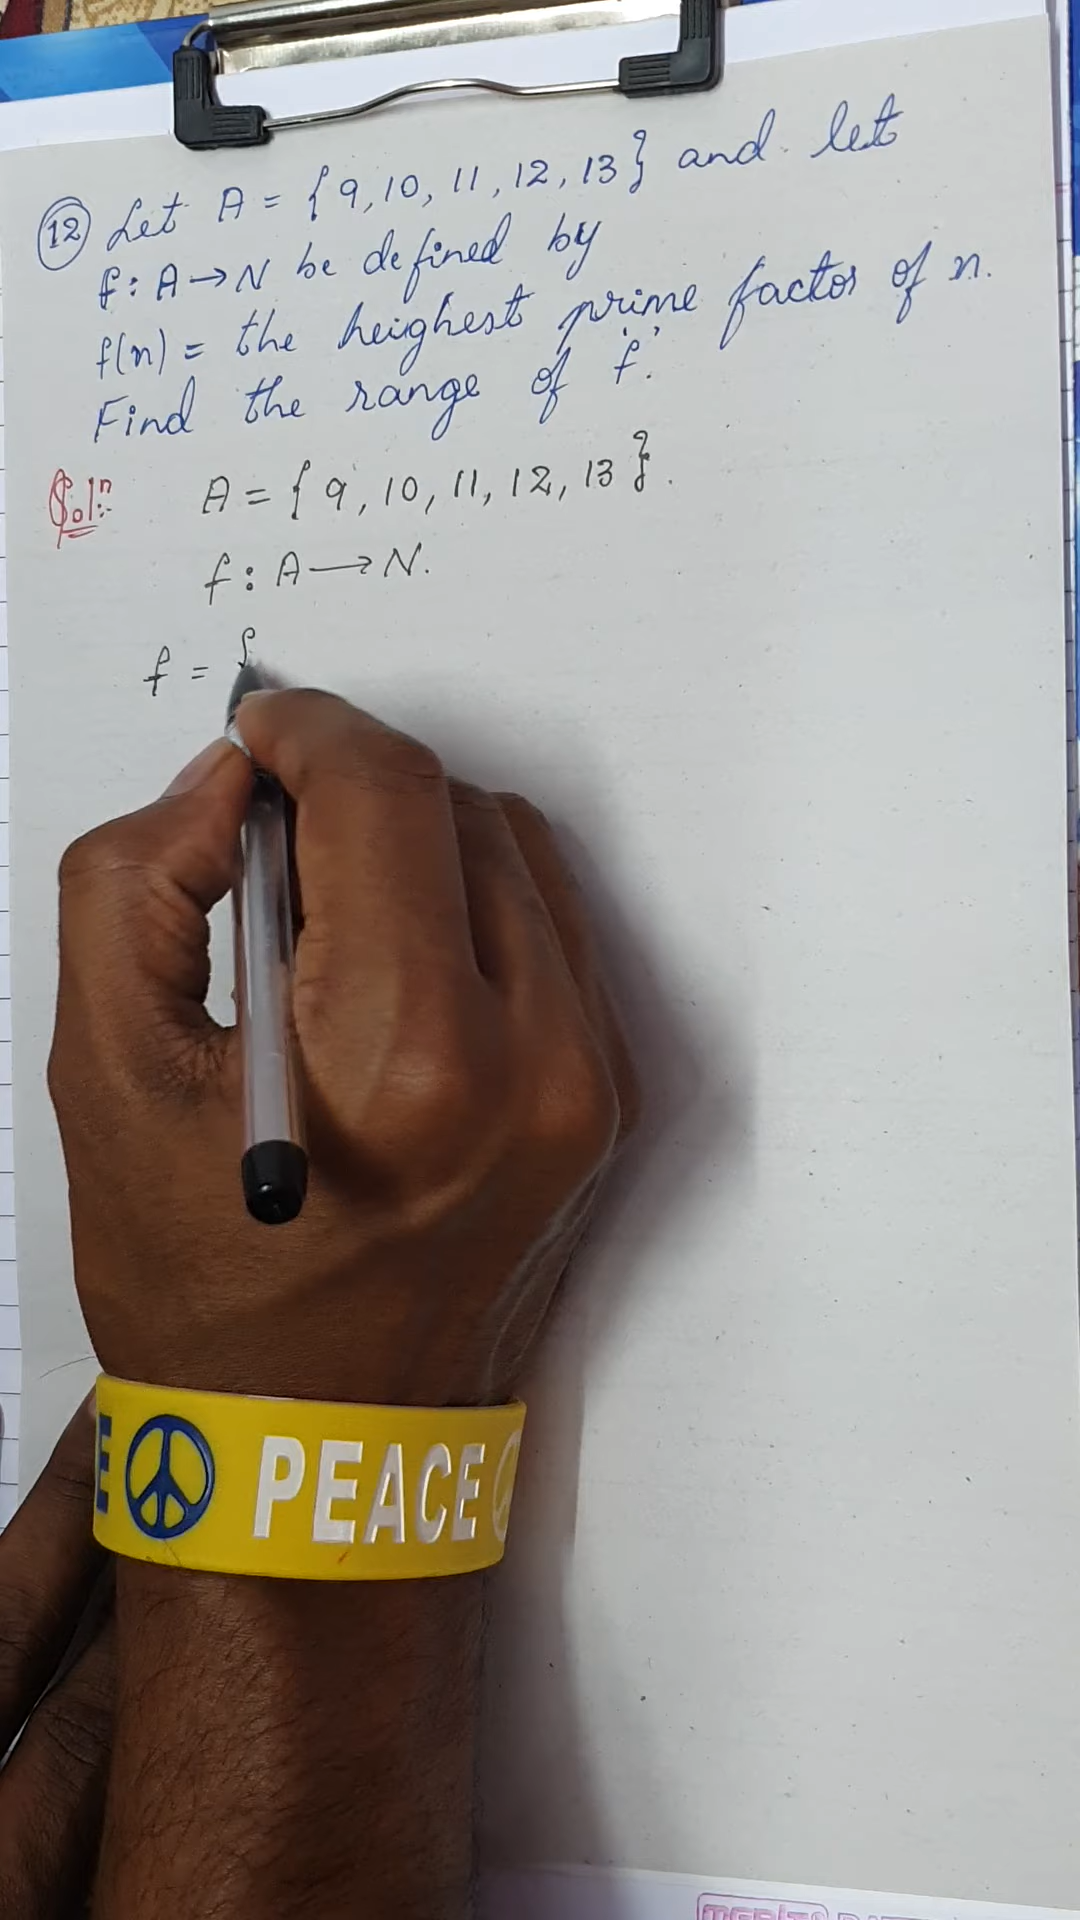 (12) Let A = {9, 10, 11, 12, 13} and let
f : A → N be defined by
f(n) = the heighest prime factor of n.
Find the range of 'f'.
Soln: A = {9, 10, 11, 12, 13}.
f : A → N.
f = {
E PEACE